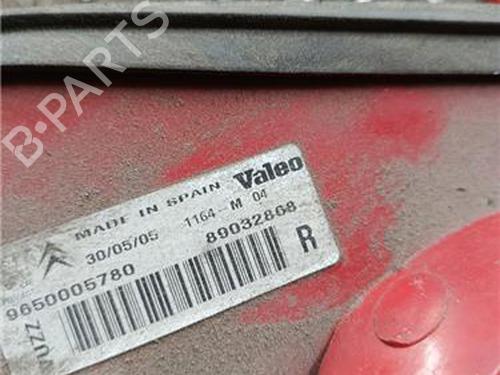 B-PARTS
MADE IN SPAIN Valeo
30/05/05 1164-M 04
89032868
R
9650005780